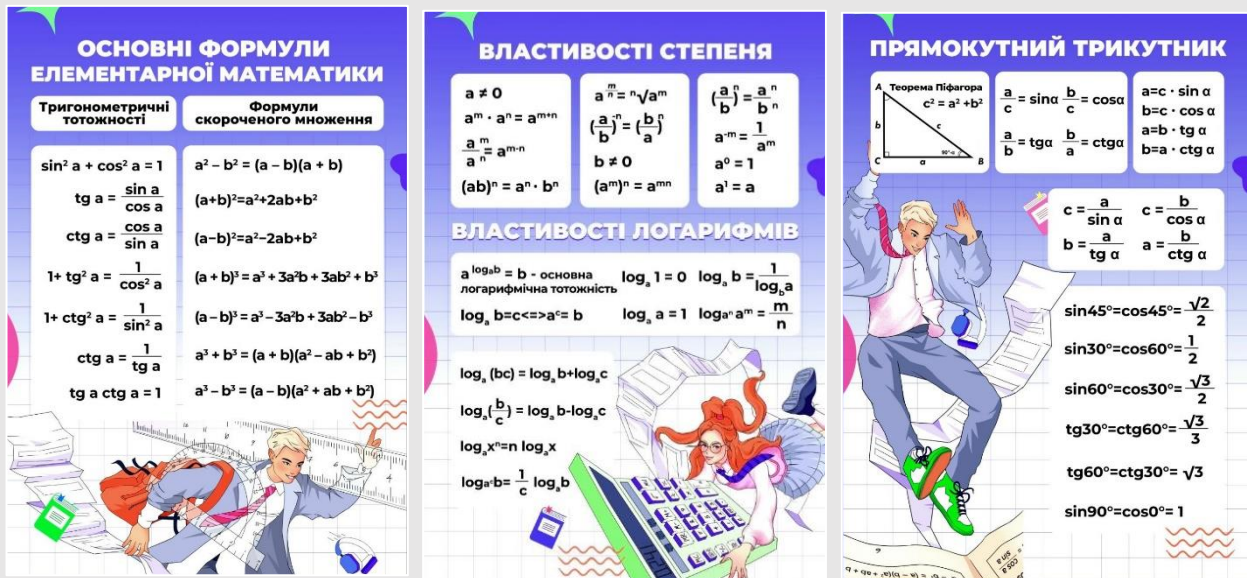 ОСНОВНІ ФОРМУЛИ
ЕЛЕМЕНТАРНОЇ МАТЕМАТИКИ
Тригонометричні
тотожності
Формули
скороченого множення
sin² a + cos² a = 1
tg a = sin a / cos a
ctg a = cos a / sin a
1+ tg² a = 1 / cos² a
1+ ctg² a = 1 / sin² a
ctg a = 1 / tg a
tg a ctg a = 1
a² – b² = (a – b)(a + b)
(a+b)²=a²+2ab+b²
(a–b)²=a²–2ab+b²
(a + b)³ = a³ + 3a²b + 3ab² + b³
(a – b)³ = a³ – 3a²b + 3ab² – b³
a³ + b³ = (a + b)(a² – ab + b²)
a³ – b³ = (a – b)(a² + ab + b²)
ВЛАСТИВОСТІ СТЕПЕНЯ
a ≠ 0
aᵐ · aⁿ = aᵐ⁺ⁿ
aᵐ / aⁿ = aᵐ⁻ⁿ
(ab)ⁿ = aⁿ · bⁿ
a^(m/n) = ⁿ√aᵐ
(a/b)⁻ⁿ = (b/a)ⁿ
b ≠ 0
(aᵐ)ⁿ = aᵐⁿ
(a/b)ⁿ = aⁿ / bⁿ
a⁻ᵐ = 1 / aᵐ
a⁰ = 1
a¹ = a
ВЛАСТИВОСТІ ЛОГАРИФМІВ
a^(logₐb) = b - основна
логарифмічна тотожність
logₐ b=c<=>aᶜ= b
logₐ 1 = 0
logₐ a = 1
logₐ b = 1 / log_b a
log_aⁿ aᵐ = m / n
logₐ (bc) = logₐ b+logₐc
logₐ(b/c) = logₐ b-logₐc
logₐxⁿ=n logₐx
log_aᶜ b= 1/c logₐb
ПРЯМОКУТНИЙ ТРИКУТНИК
Теорема Піфагора
c² = a² +b²
A
b
c
C
a
90°-α
B
a/c = sinα b/c = cosα
a/b = tgα b/a = ctgα
a=c · sin α
b=c · cos α
a=b · tg α
b=a · ctg α
c = a / sin α c = b / cos α
b = a / tg α a = b / ctg α
sin45°=cos45°= √2 / 2
sin30°=cos60°= 1 / 2
sin60°=cos30°= √3 / 2
tg30°=ctg60°= √3 / 3
tg60°=ctg30°= √3
sin90°=cos0°= 1